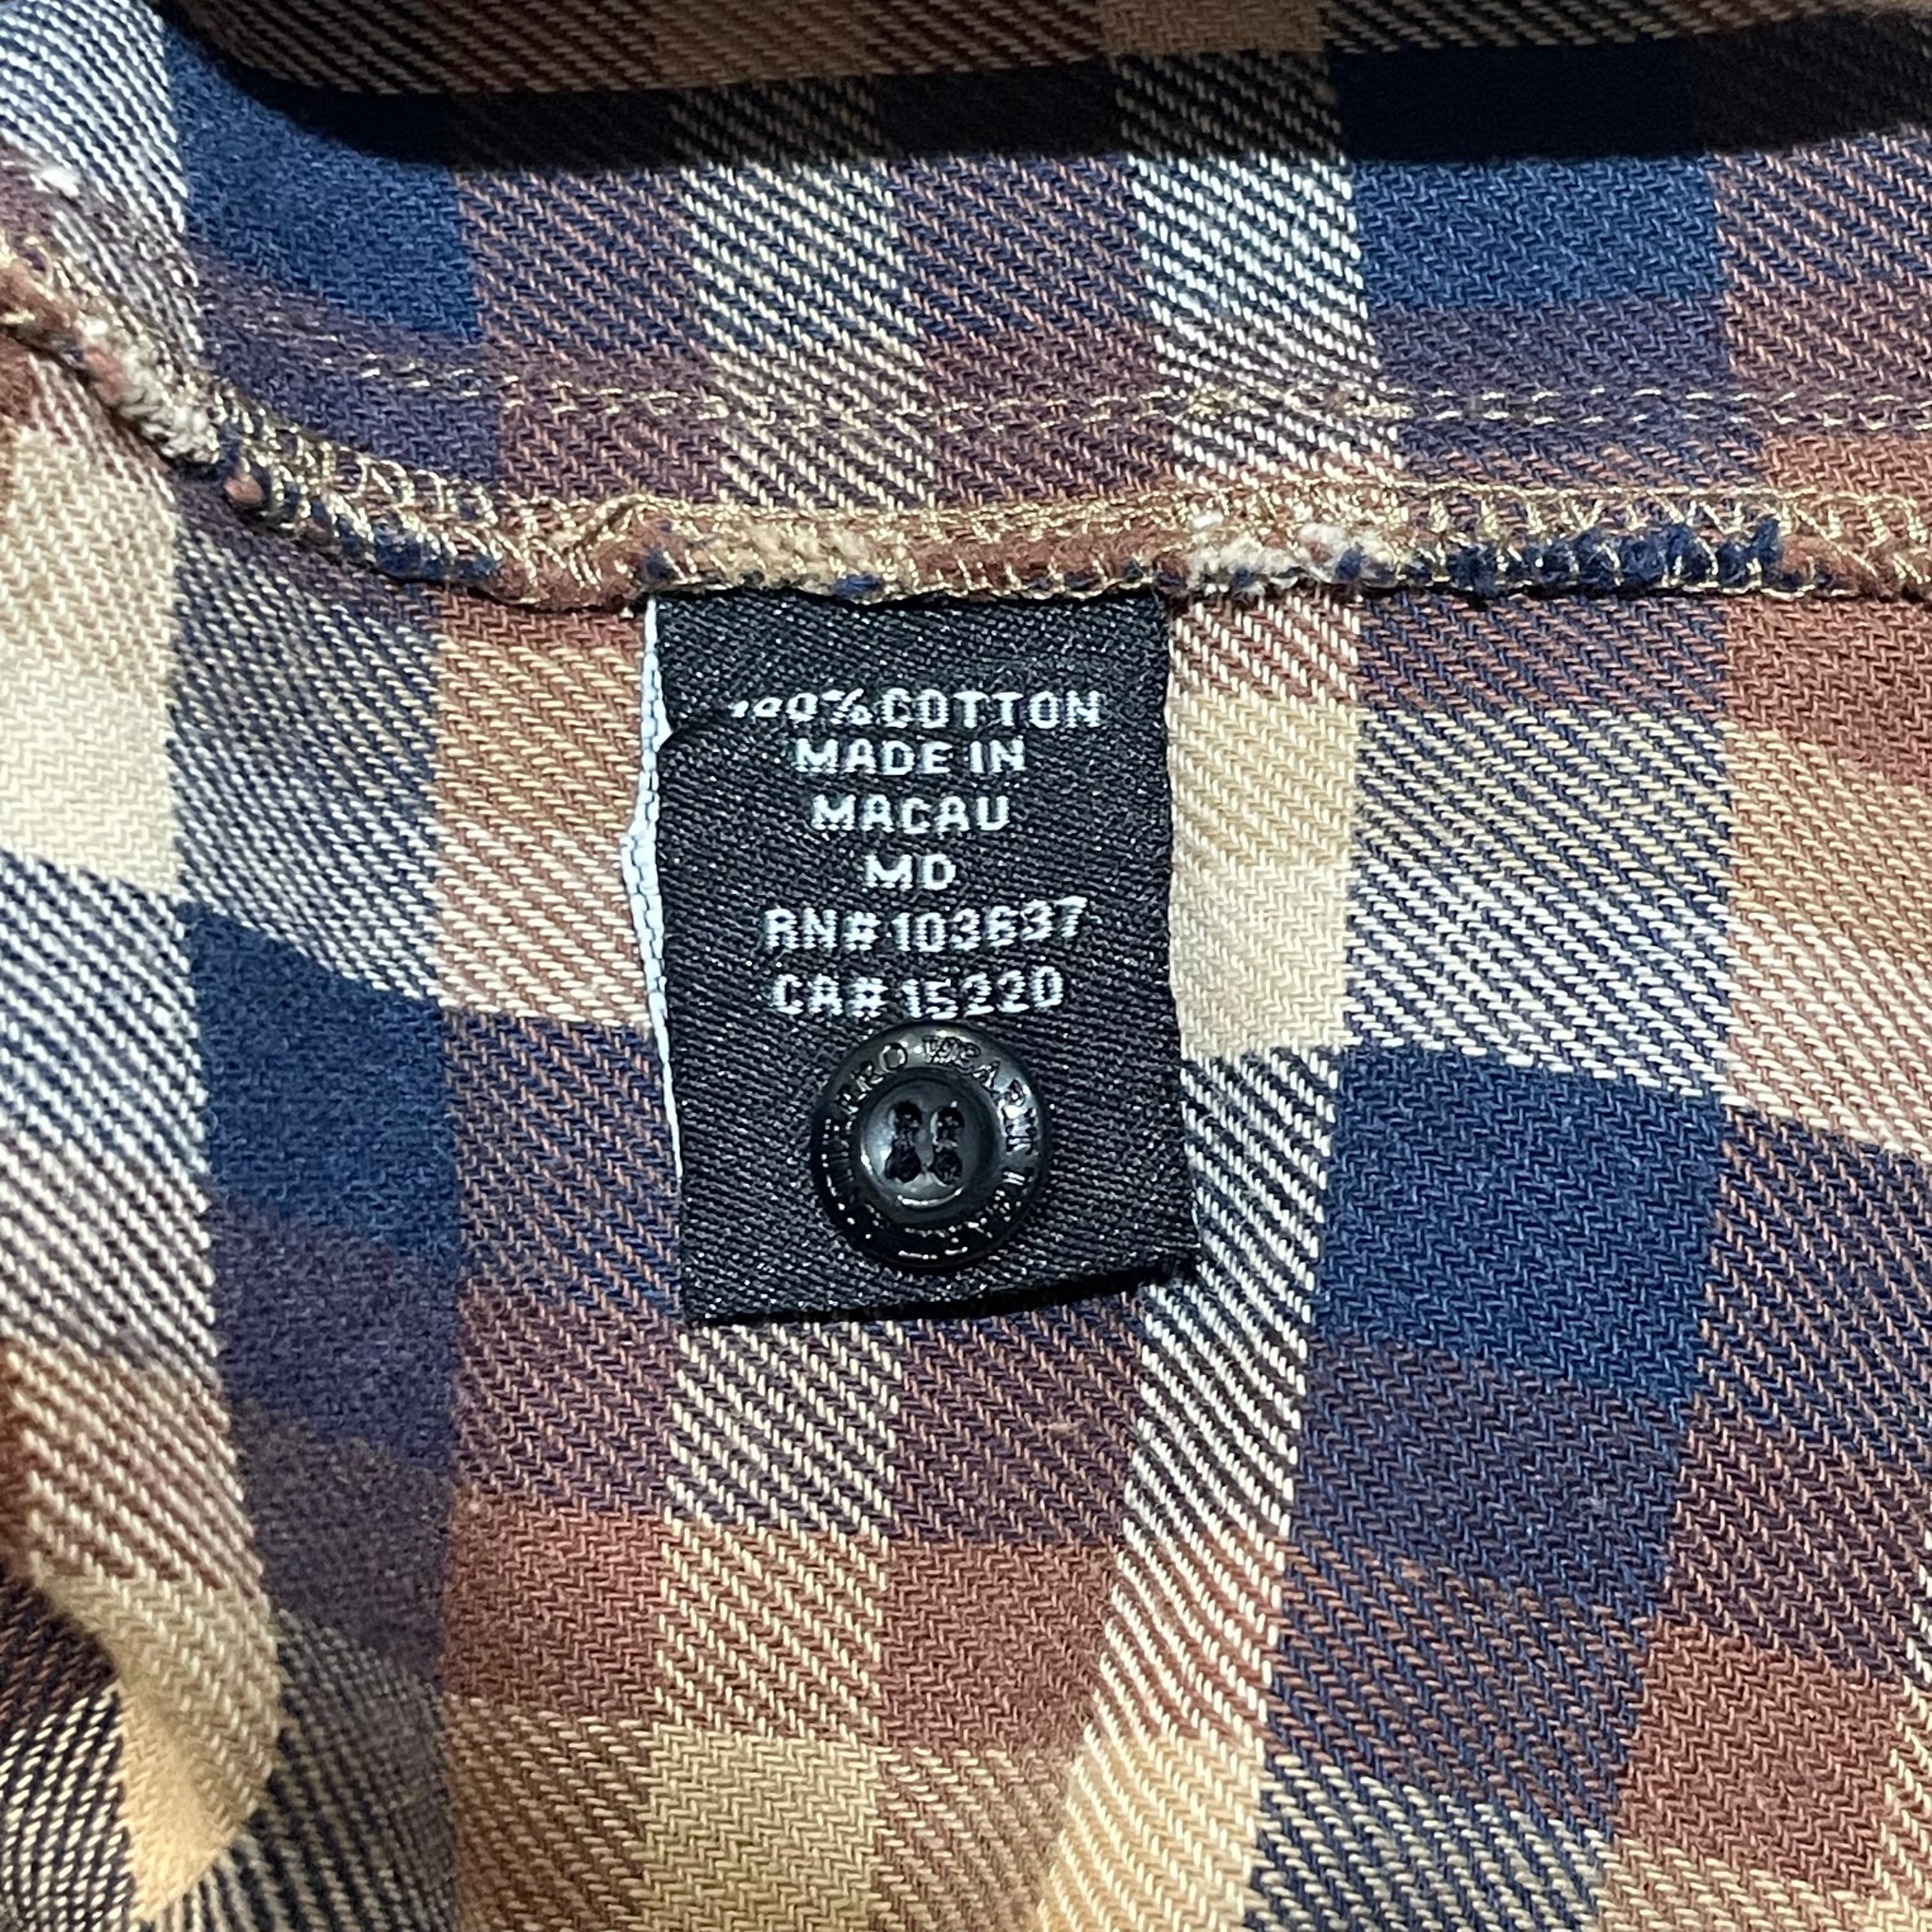 100% COTTON
MADE IN
MACAU
MD
RN# 103637
CA# 15220